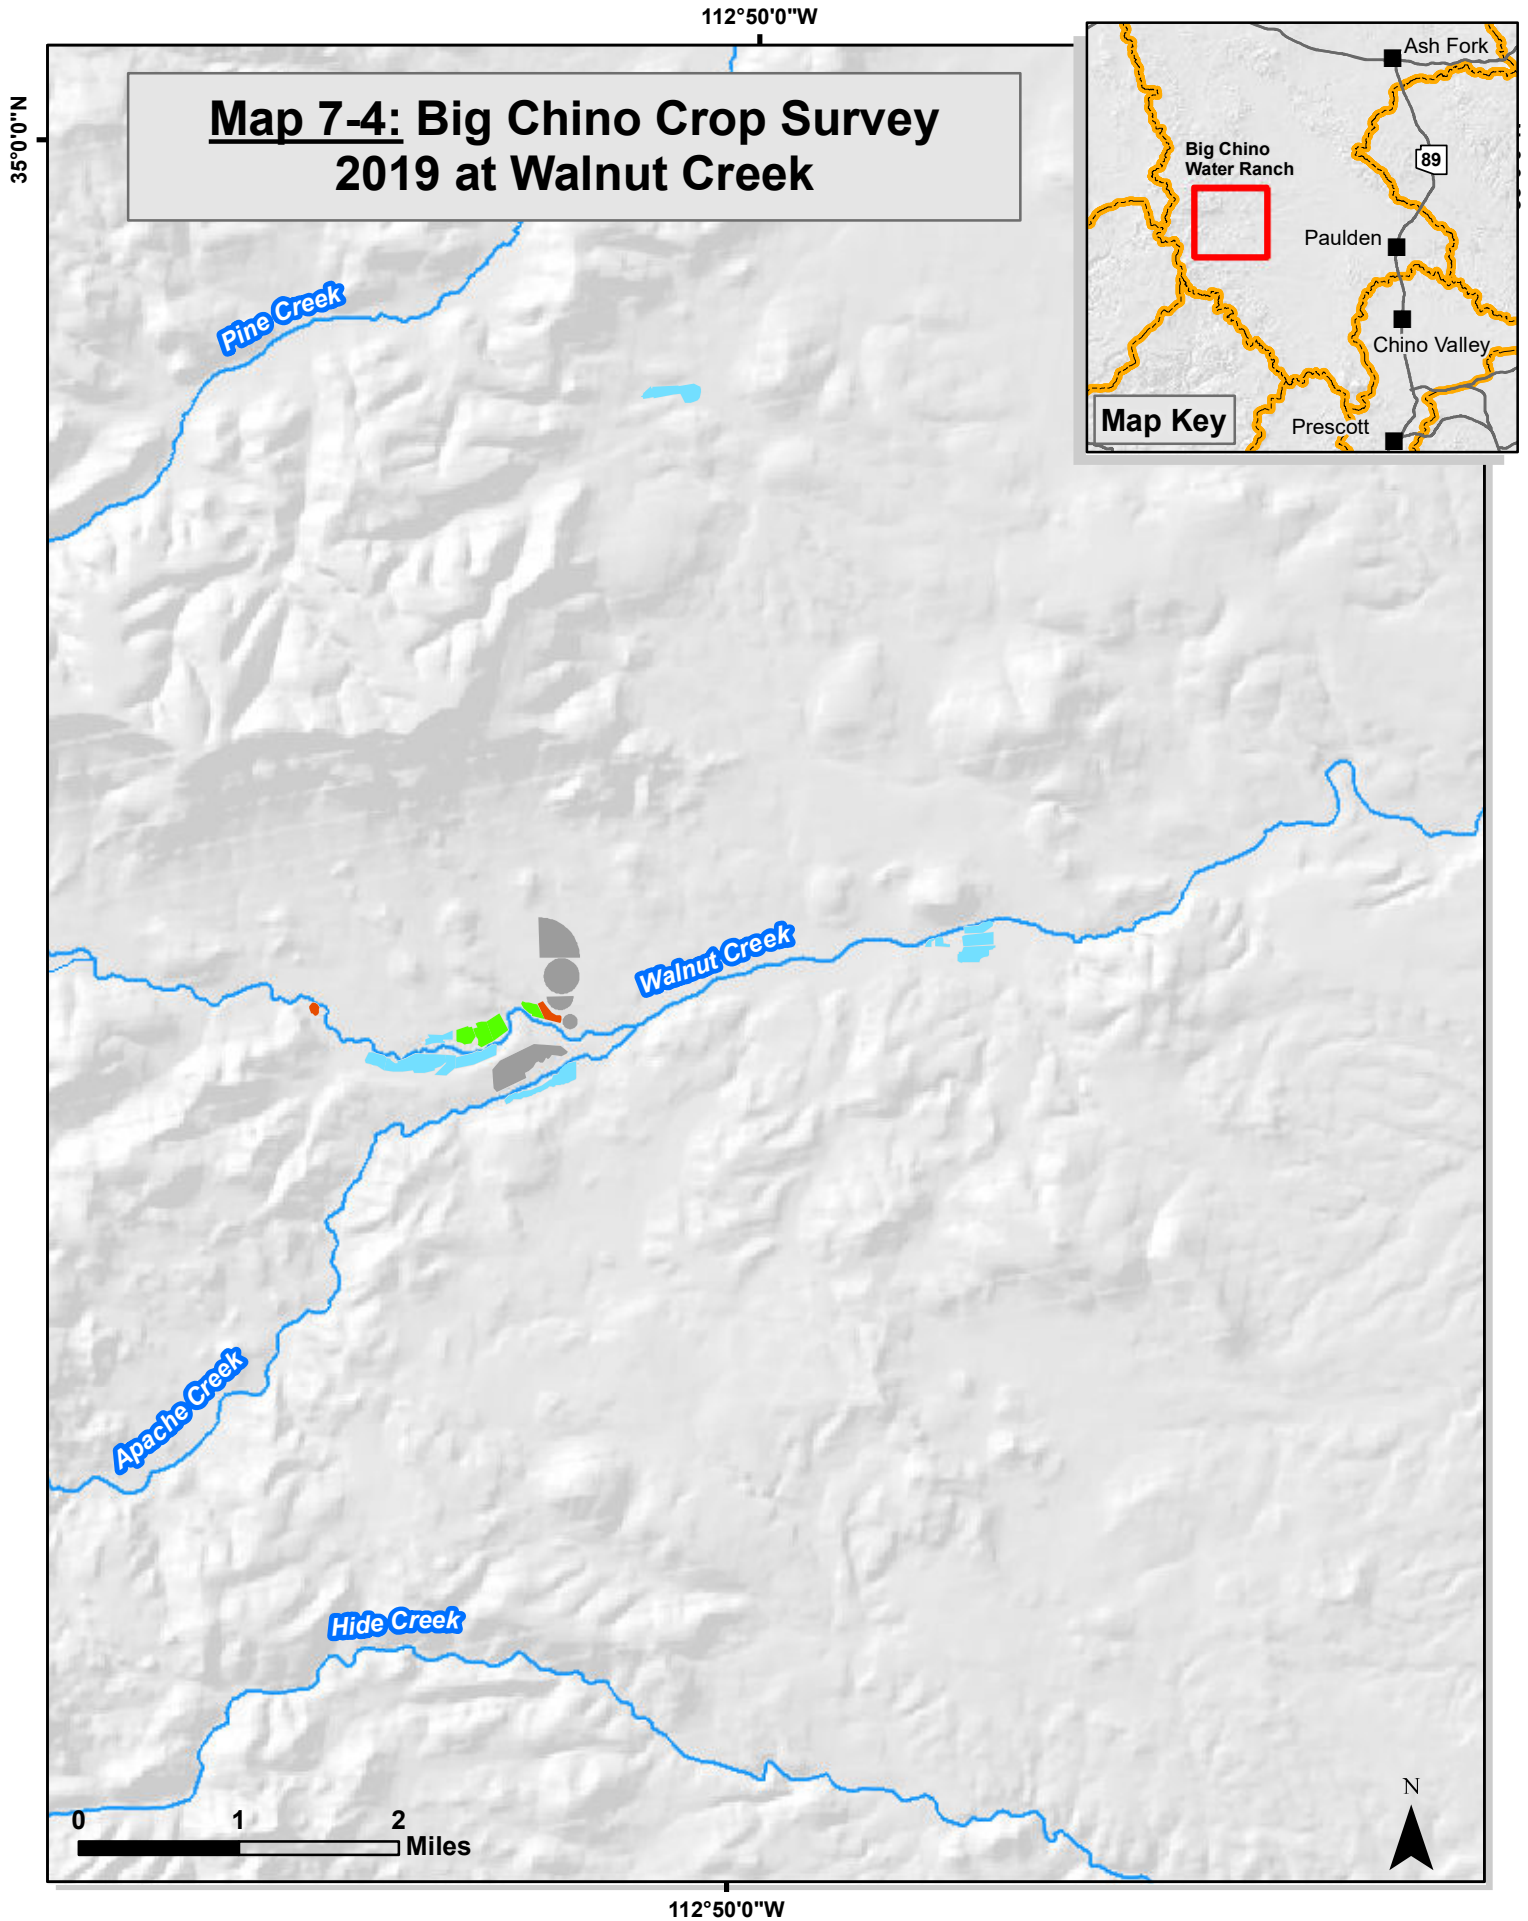 112°50'0"W
35°0'0"N
Map 7-4: Big Chino Crop Survey
2019 at Walnut Creek
Ash Fork
89
Big Chino
Water Ranch
Paulden
Chino Valley
Prescott
Map Key
Pine Creek
Walnut Creek
Apache Creek
Hide Creek
0 1 2
Miles
N
112°50'0"W